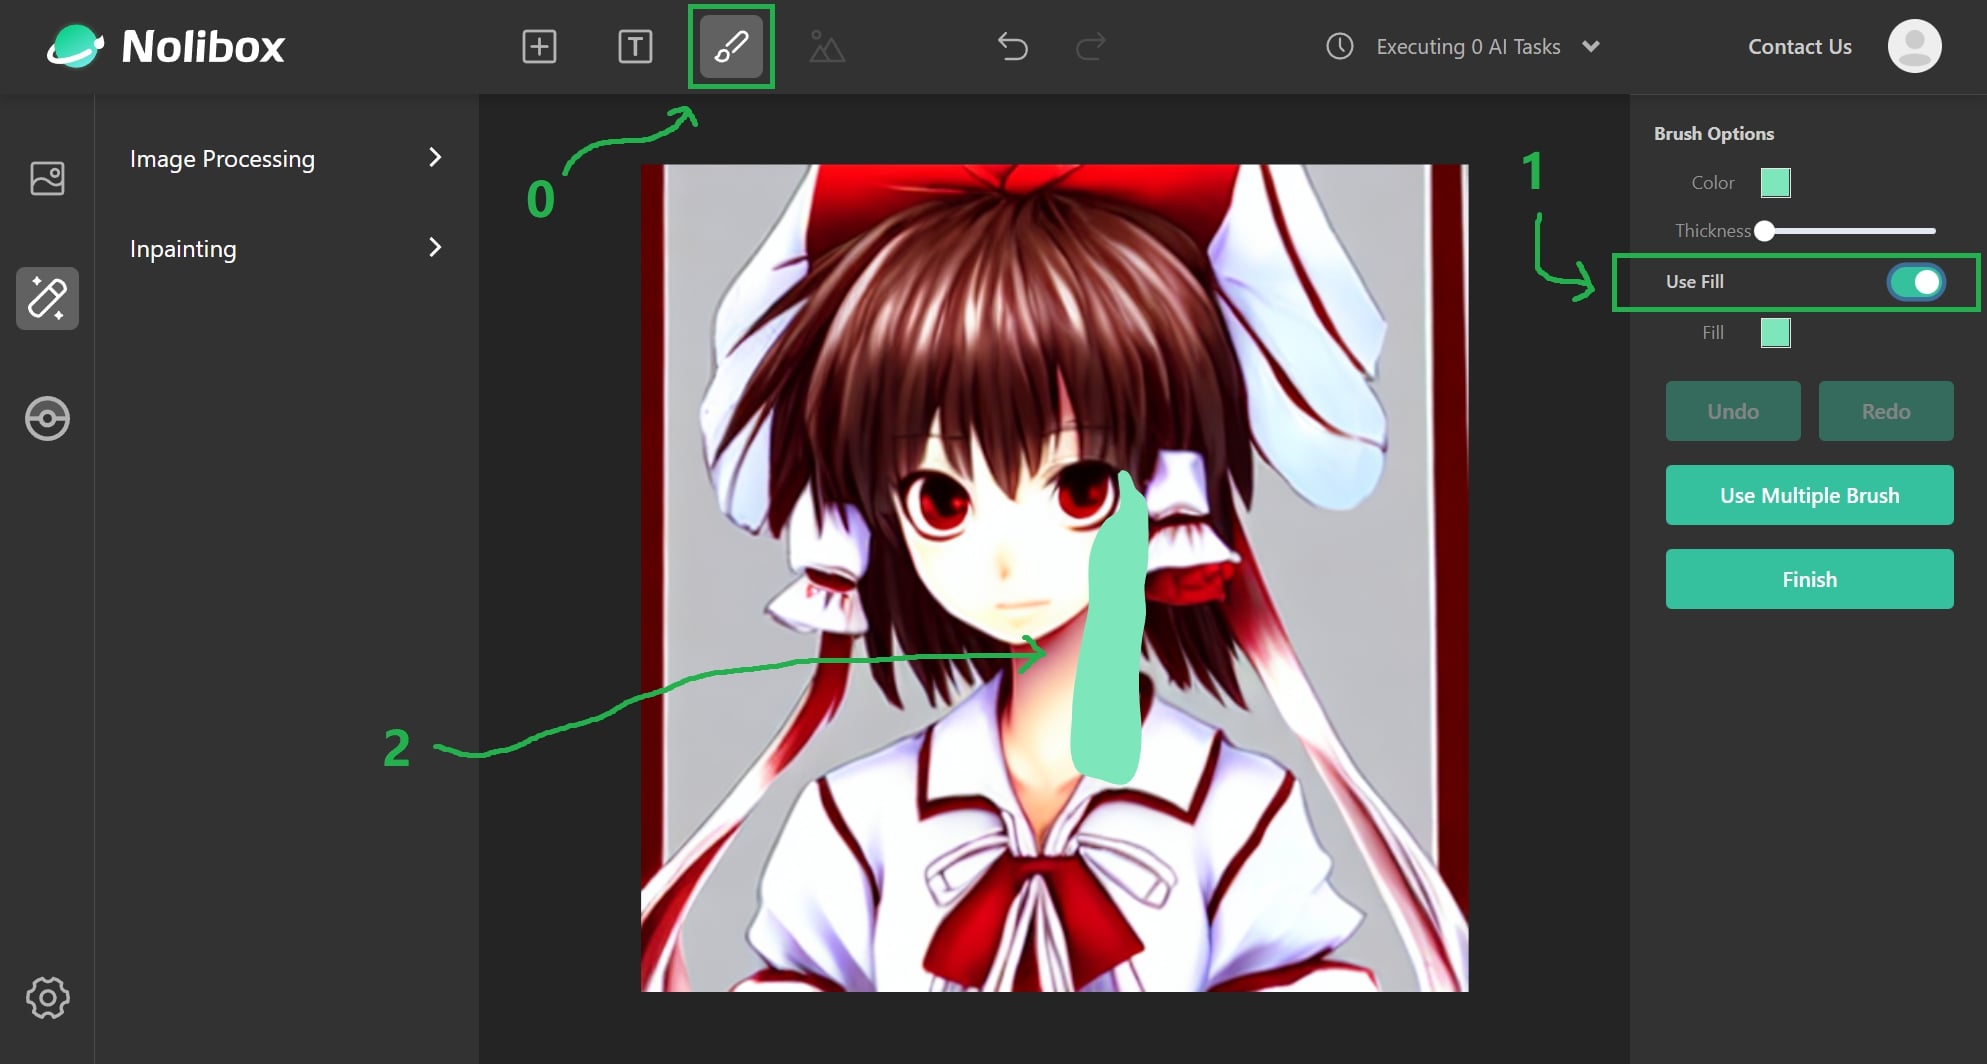 Nolibox
T
Executing 0 AI Tasks
Contact Us
Image Processing
Inpainting
0
1
2
Brush Options
Color
Thickness
Use Fill
Fill
Undo
Redo
Use Multiple Brush
Finish